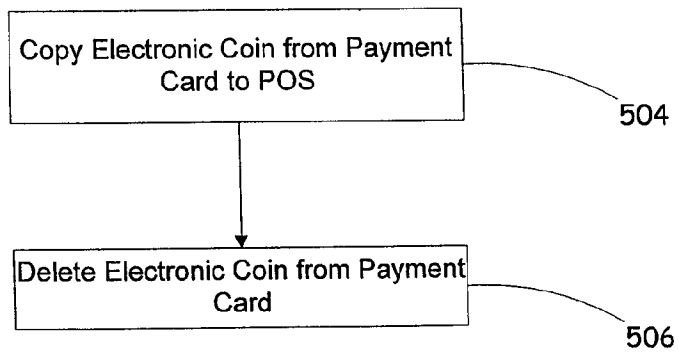 Copy Electronic Coin from Payment
Card to POS
504
Delete Electronic Coin from Payment
Card
506